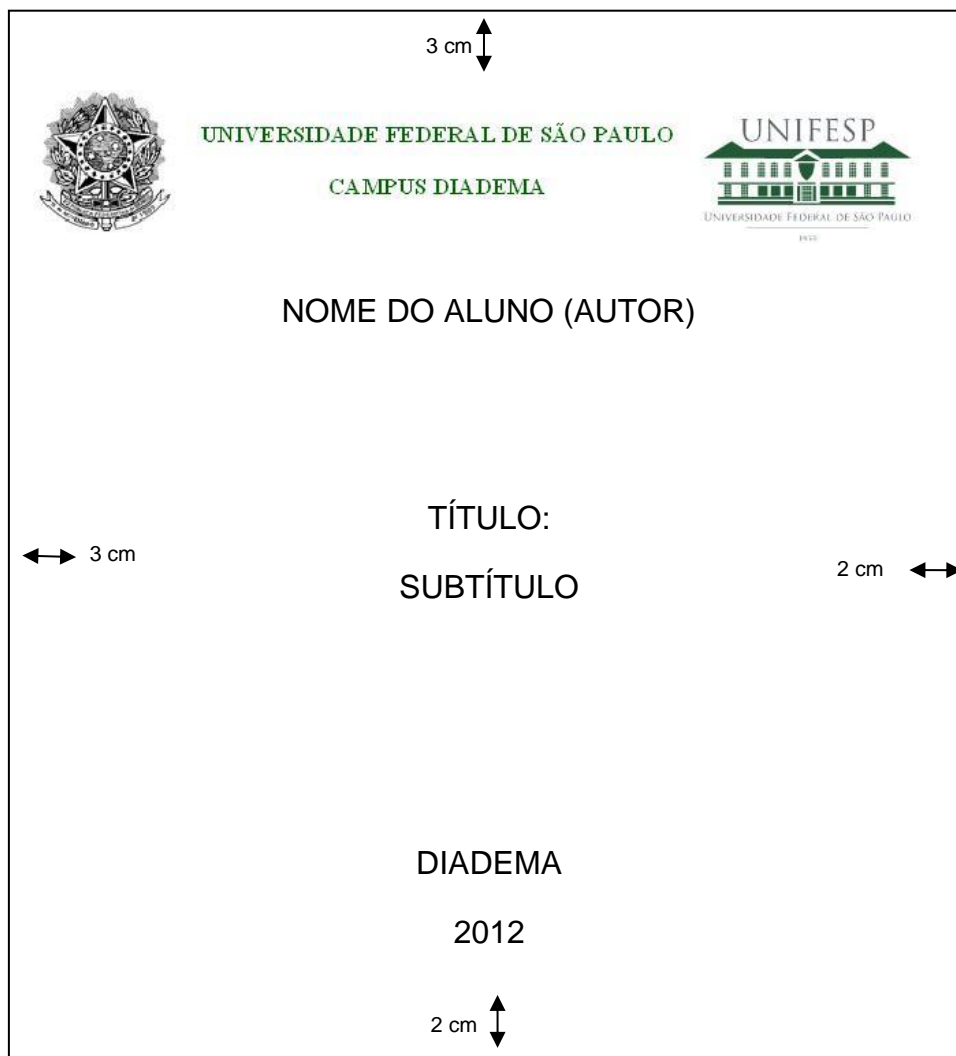 3 cm
UNIVERSIDADE FEDERAL DE SÃO PAULO
CAMPUS DIADEMA
UNIFESP
UNIVERSIDADE FEDERAL DE SÃO PAULO
NOME DO ALUNO (AUTOR)
TÍTULO:
3 cm
2 cm
SUBTÍTULO
DIADEMA
2012
2 cm